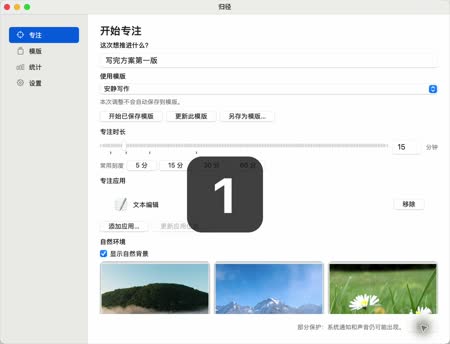 归径
专注
模版
统计
设置
开始专注
这次想推进什么?
写完方案第一版
使用模版
安静写作
本次调整不会自动保存到模版。
开始已保存模版
更新此模版
另存为模版...
专注时长
15 分钟
常用刻度
5 分
15 分
专注应用
文本编辑
移除
添加应用...
更新应用
自然环境
显示自然背景
部分保护：系统通知和声音仍可能出现。
1